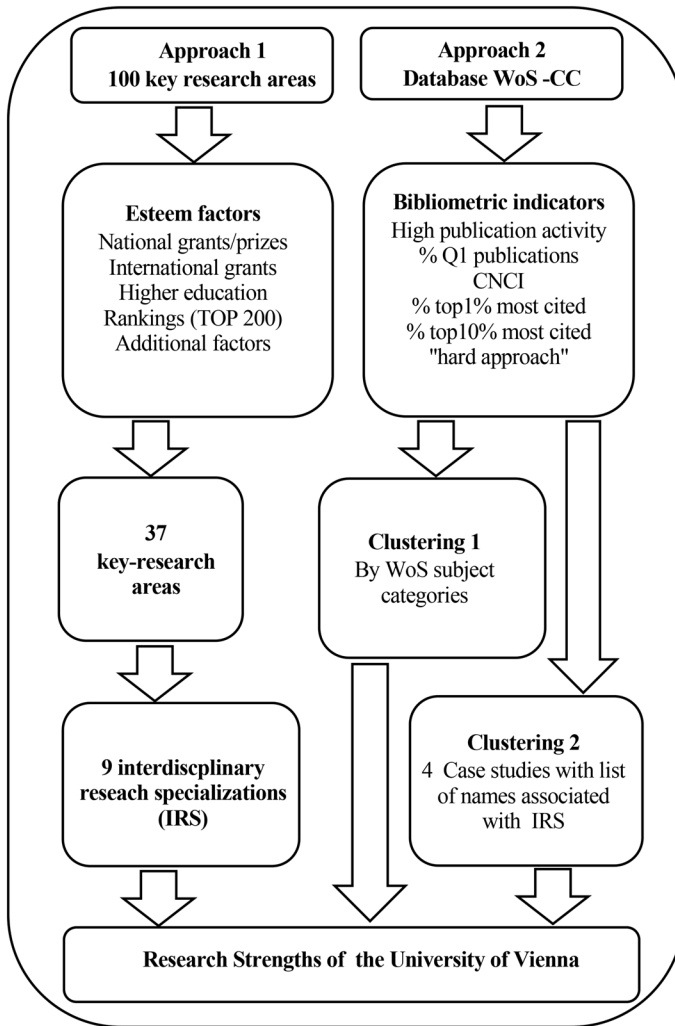 Approach 1
100 key research areas
Approach 2
Database WoS -CC
Esteem factors
National grants/prizes
International grants
Higher education
Rankings (TOP 200)
Additional factors
Bibliometric indicators
High publication activity
% Q1 publications
CNCI
% top1% most cited
% top10% most cited
"hard approach"
37
key-research
areas
Clustering 1
By WoS subject
categories
9 interdiscplinary
reseach specializations
(IRS)
Clustering 2
4 Case studies with list
of names associated
with IRS
Research Strengths of the University of Vienna